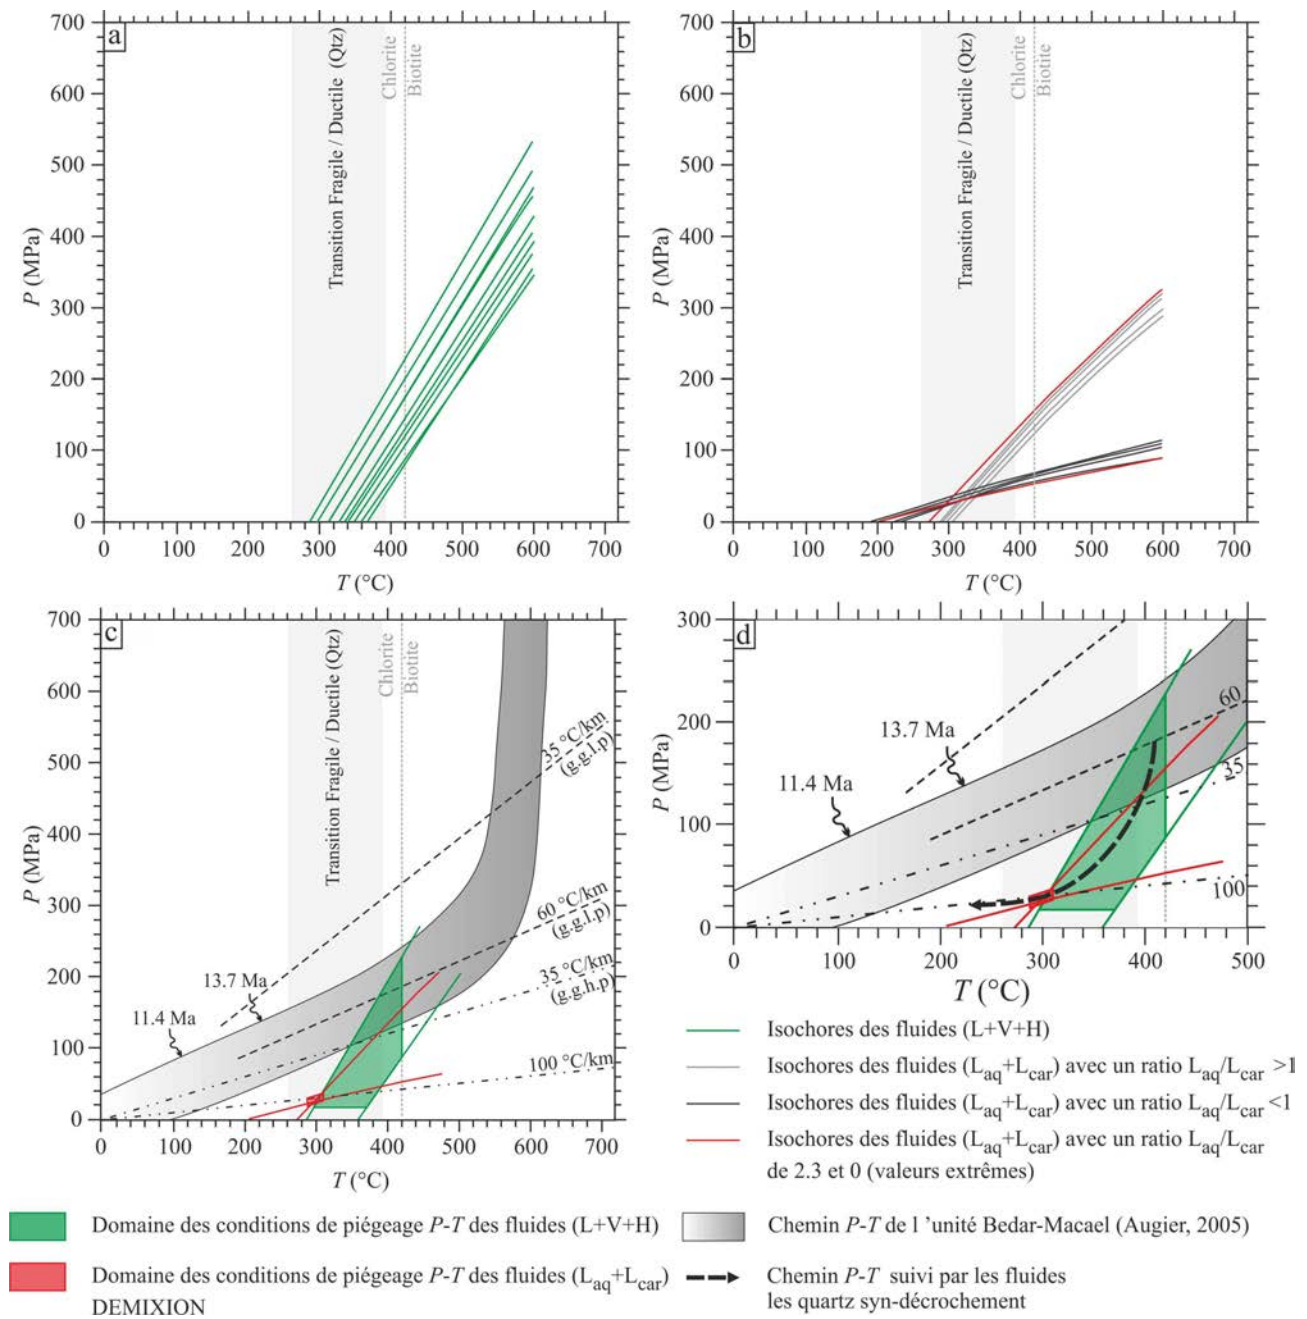 a
700
600
500
400
300
200
100
0
P (MPa)
0 100 200 300 400 500 600 700
T (°C)
Transition Fragile / Ductile (Qtz)
Chlorite
Biotite
b
700
600
500
400
300
200
100
0
P (MPa)
0 100 200 300 400 500 600 700
T (°C)
Transition Fragile / Ductile (Qtz)
Chlorite
Biotite
c
700
600
500
400
300
200
100
0
P (MPa)
0 100 200 300 400 500 600 700
T (°C)
Transition Fragile / Ductile (Qtz)
Chlorite
Biotite
35 °C/km
(g.g.l.p)
60 °C/km
(g.g.l.p)
35 °C/km
(g.g.h.p)
100 °C/km
13.7 Ma
11.4 Ma
d
300
200
100
0
P (MPa)
0 100 200 300 400 500
T (°C)
13.7 Ma
11.4 Ma
60
35
100
Isochores des fluides (L+V+H)
Isochores des fluides (Laq+Lcar) avec un ratio Laq/Lcar >1
Isochores des fluides (Laq+Lcar) avec un ratio Laq/Lcar <1
Isochores des fluides (Laq+Lcar) avec un ratio Laq/Lcar
de 2.3 et 0 (valeurs extrêmes)
Domaine des conditions de piégeage P-T des fluides (L+V+H)
Domaine des conditions de piégeage P-T des fluides (Laq+Lcar)
DEMIXION
Chemin P-T de l 'unité Bedar-Macael (Augier, 2005)
Chemin P-T suivi par les fluides
les quartz syn-décrochement